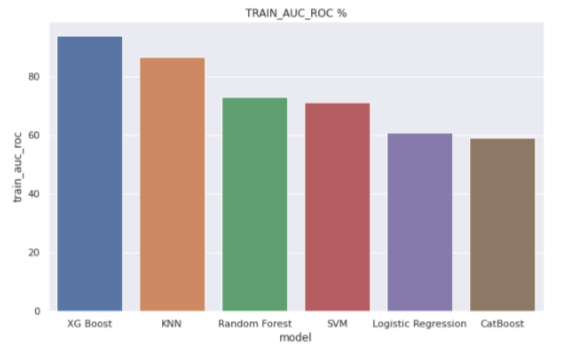 TRAIN_AUC_ROC %
train_auc_roc
80
60
40
20
0
XG Boost KNN Random Forest SVM Logistic Regression CatBoost
model